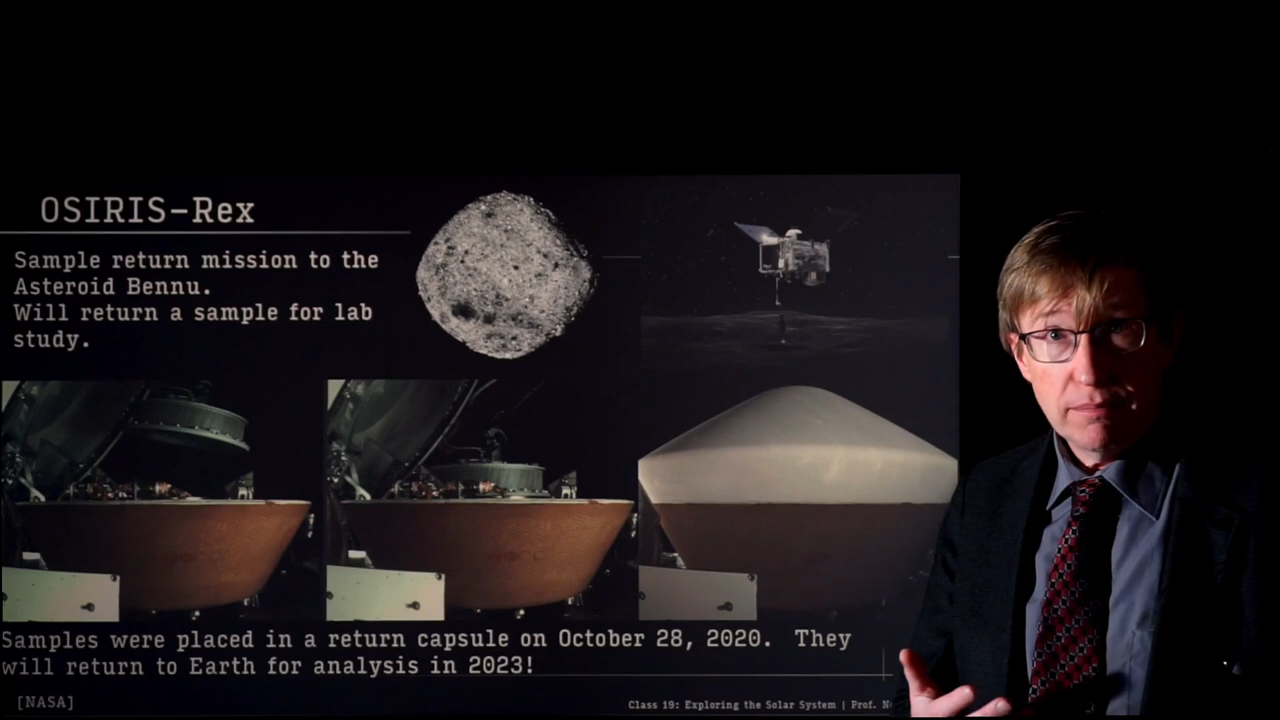 OSIRIS-Rex
Sample return mission to the
Asteroid Bennu.
Will return a sample for lab
study.
Samples were placed in a return capsule on October 28, 2020. They
will return to Earth for analysis in 2023!
[NASA]
Class 19: Exploring the Solar System | Prof.